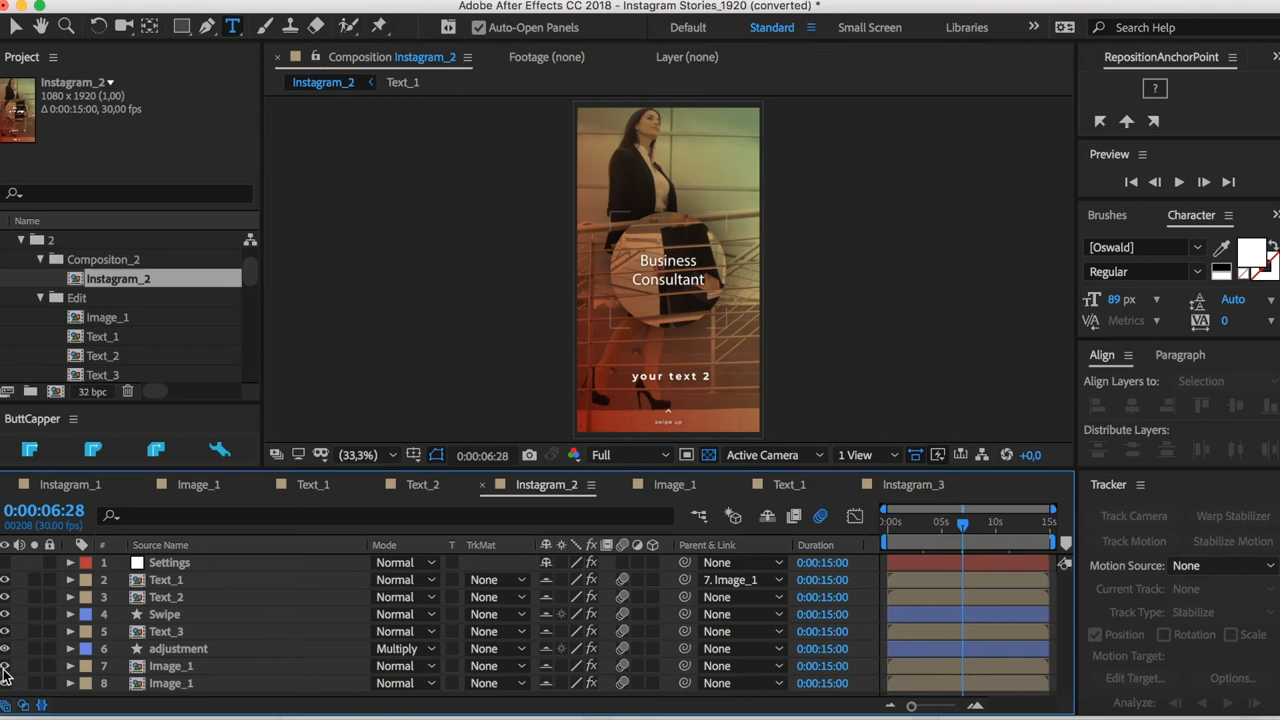 Adobe After Effects CC 2018 - Instagram Stories_1920 (converted) *
Auto-Open Panels
Default
Standard
Small Screen
Libraries
Search Help
Project
Composition Instagram_2
Footage (none)
Layer (none)
RepositionAnchorPoint
Instagram_2
1080 x 1920 (1,00)
Δ 0:00:15:00, 30,00 fps
Instagram_2
Text_1
?
Preview
Name
2
Compositon_2
Instagram_2
Edit
Image_1
Text_1
Text_2
Text_3
32 bpc
ButtCapper
Business
Consultant
your text 2
swipe up
Brushes
Character
[Oswald]
Regular
89 px
Auto
Metrics
0
Align
Paragraph
Align Layers to:
Selection
Distribute Layers:
(33,3%)
0:00:06:28
Full
Active Camera
1 View
+0,0
Instagram_1
Image_1
Text_1
Text_2
Instagram_2
Image_1
Text_1
Instagram_3
Tracker
0:00:06:28
00208 (30.00 fps)
:00s
05s
10s
15s
Track Camera
Warp Stabilizer
Track Motion
Stabilize Motion
# Source Name Mode T TrkMat Parent & Link Duration
1 Settings Normal None 0:00:15:00
2 Text_1 Normal None 7. Image_1 0:00:15:00
3 Text_2 Normal None None 0:00:15:00
4 Swipe Normal None None 0:00:15:00
5 Text_3 Normal None None 0:00:15:00
6 adjustment Multiply None None 0:00:15:00
7 Image_1 Normal None None 0:00:15:00
8 Image_1 Normal None None 0:00:15:00
Motion Source: None
Current Track: None
Track Type: Stabilize
Position Rotation Scale
Motion Target:
Edit Target...
Options...
Analyze: